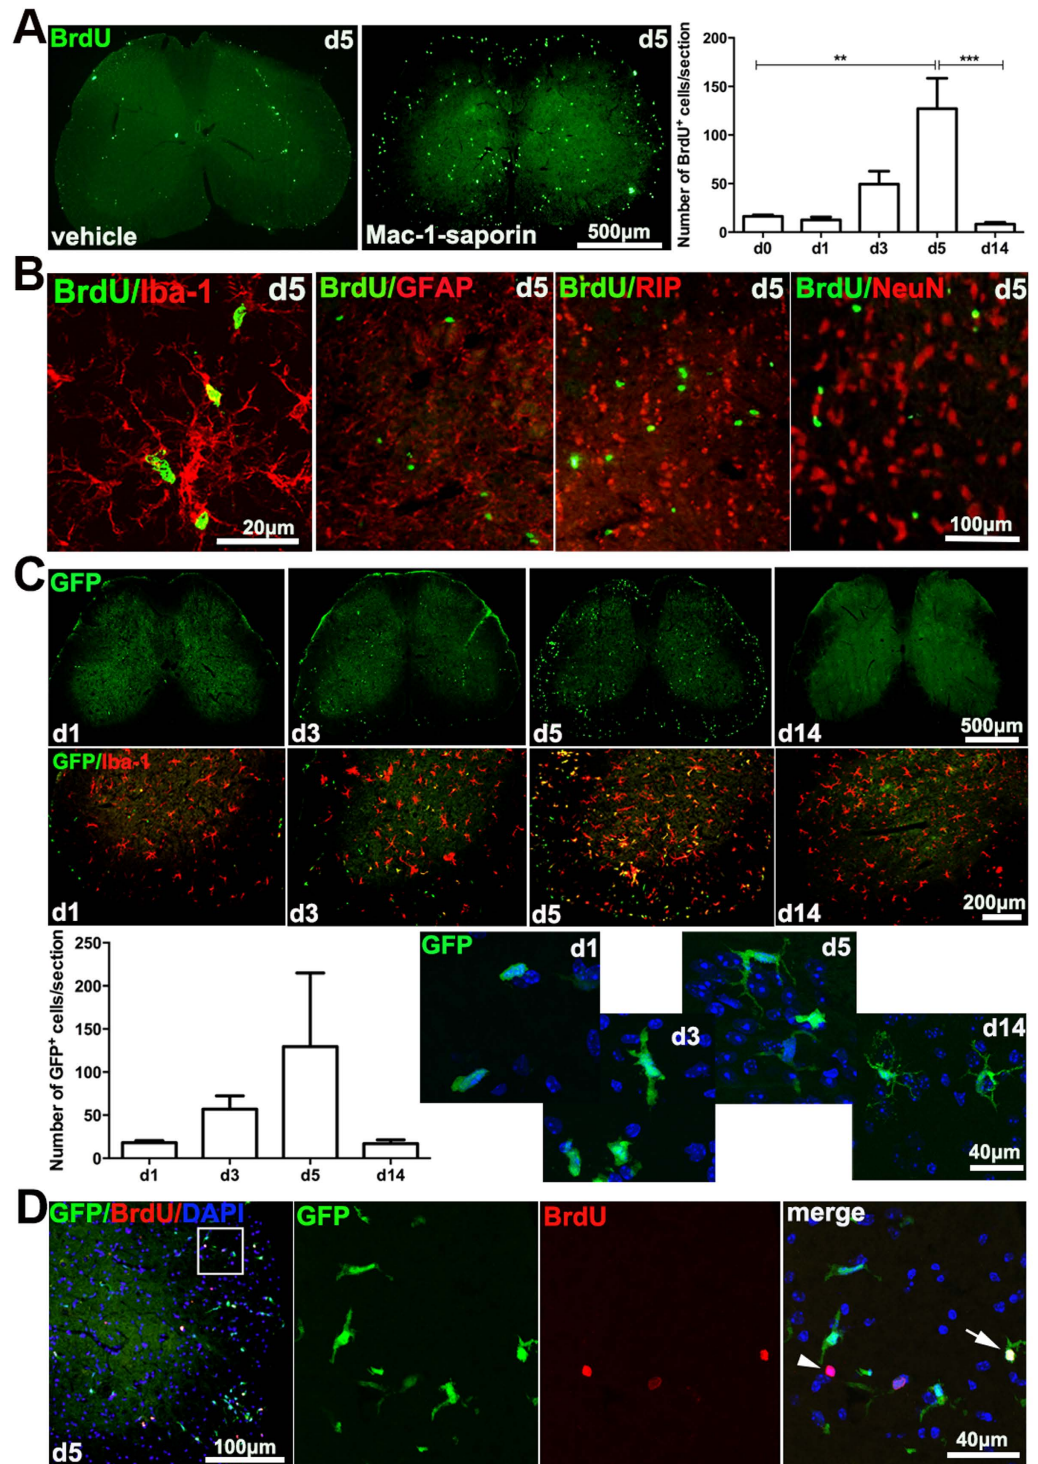 A
BrdU
d5
vehicle
d5
Mac-1-saporin
500µm
Number of BrdU⁺ cells/section
200
150
100
50
0
**
***
d0 d1 d3 d5 d14
B
BrdU/Iba-1
d5
20µm
BrdU/GFAP
d5
BrdU/RIP
d5
BrdU/NeuN
d5
100µm
C
GFP
d1
d3
d5
d14
500µm
GFP/Iba-1
d1
d3
d5
d14
200µm
Number of GFP⁺ cells/section
250
200
150
100
50
0
d1 d3 d5 d14
GFP
d1
d3
d5
d14
40µm
D
GFP/BrdU/DAPI
d5
100µm
GFP
BrdU
merge
40µm